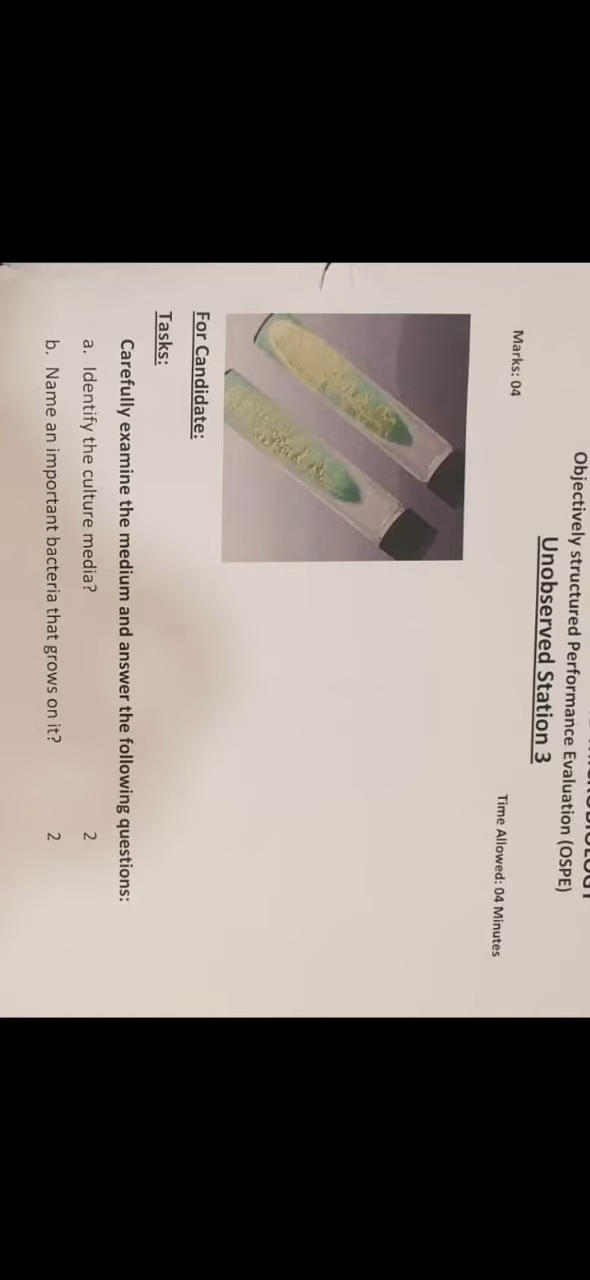 Objectively structured Performance Evaluation (OSPE)
Unobserved Station 3
Marks: 04
Time Allowed: 04 Minutes
For Candidate:
Tasks:
Carefully examine the medium and answer the following questions:
a. Identify the culture media? 2
b. Name an important bacteria that grows on it? 2